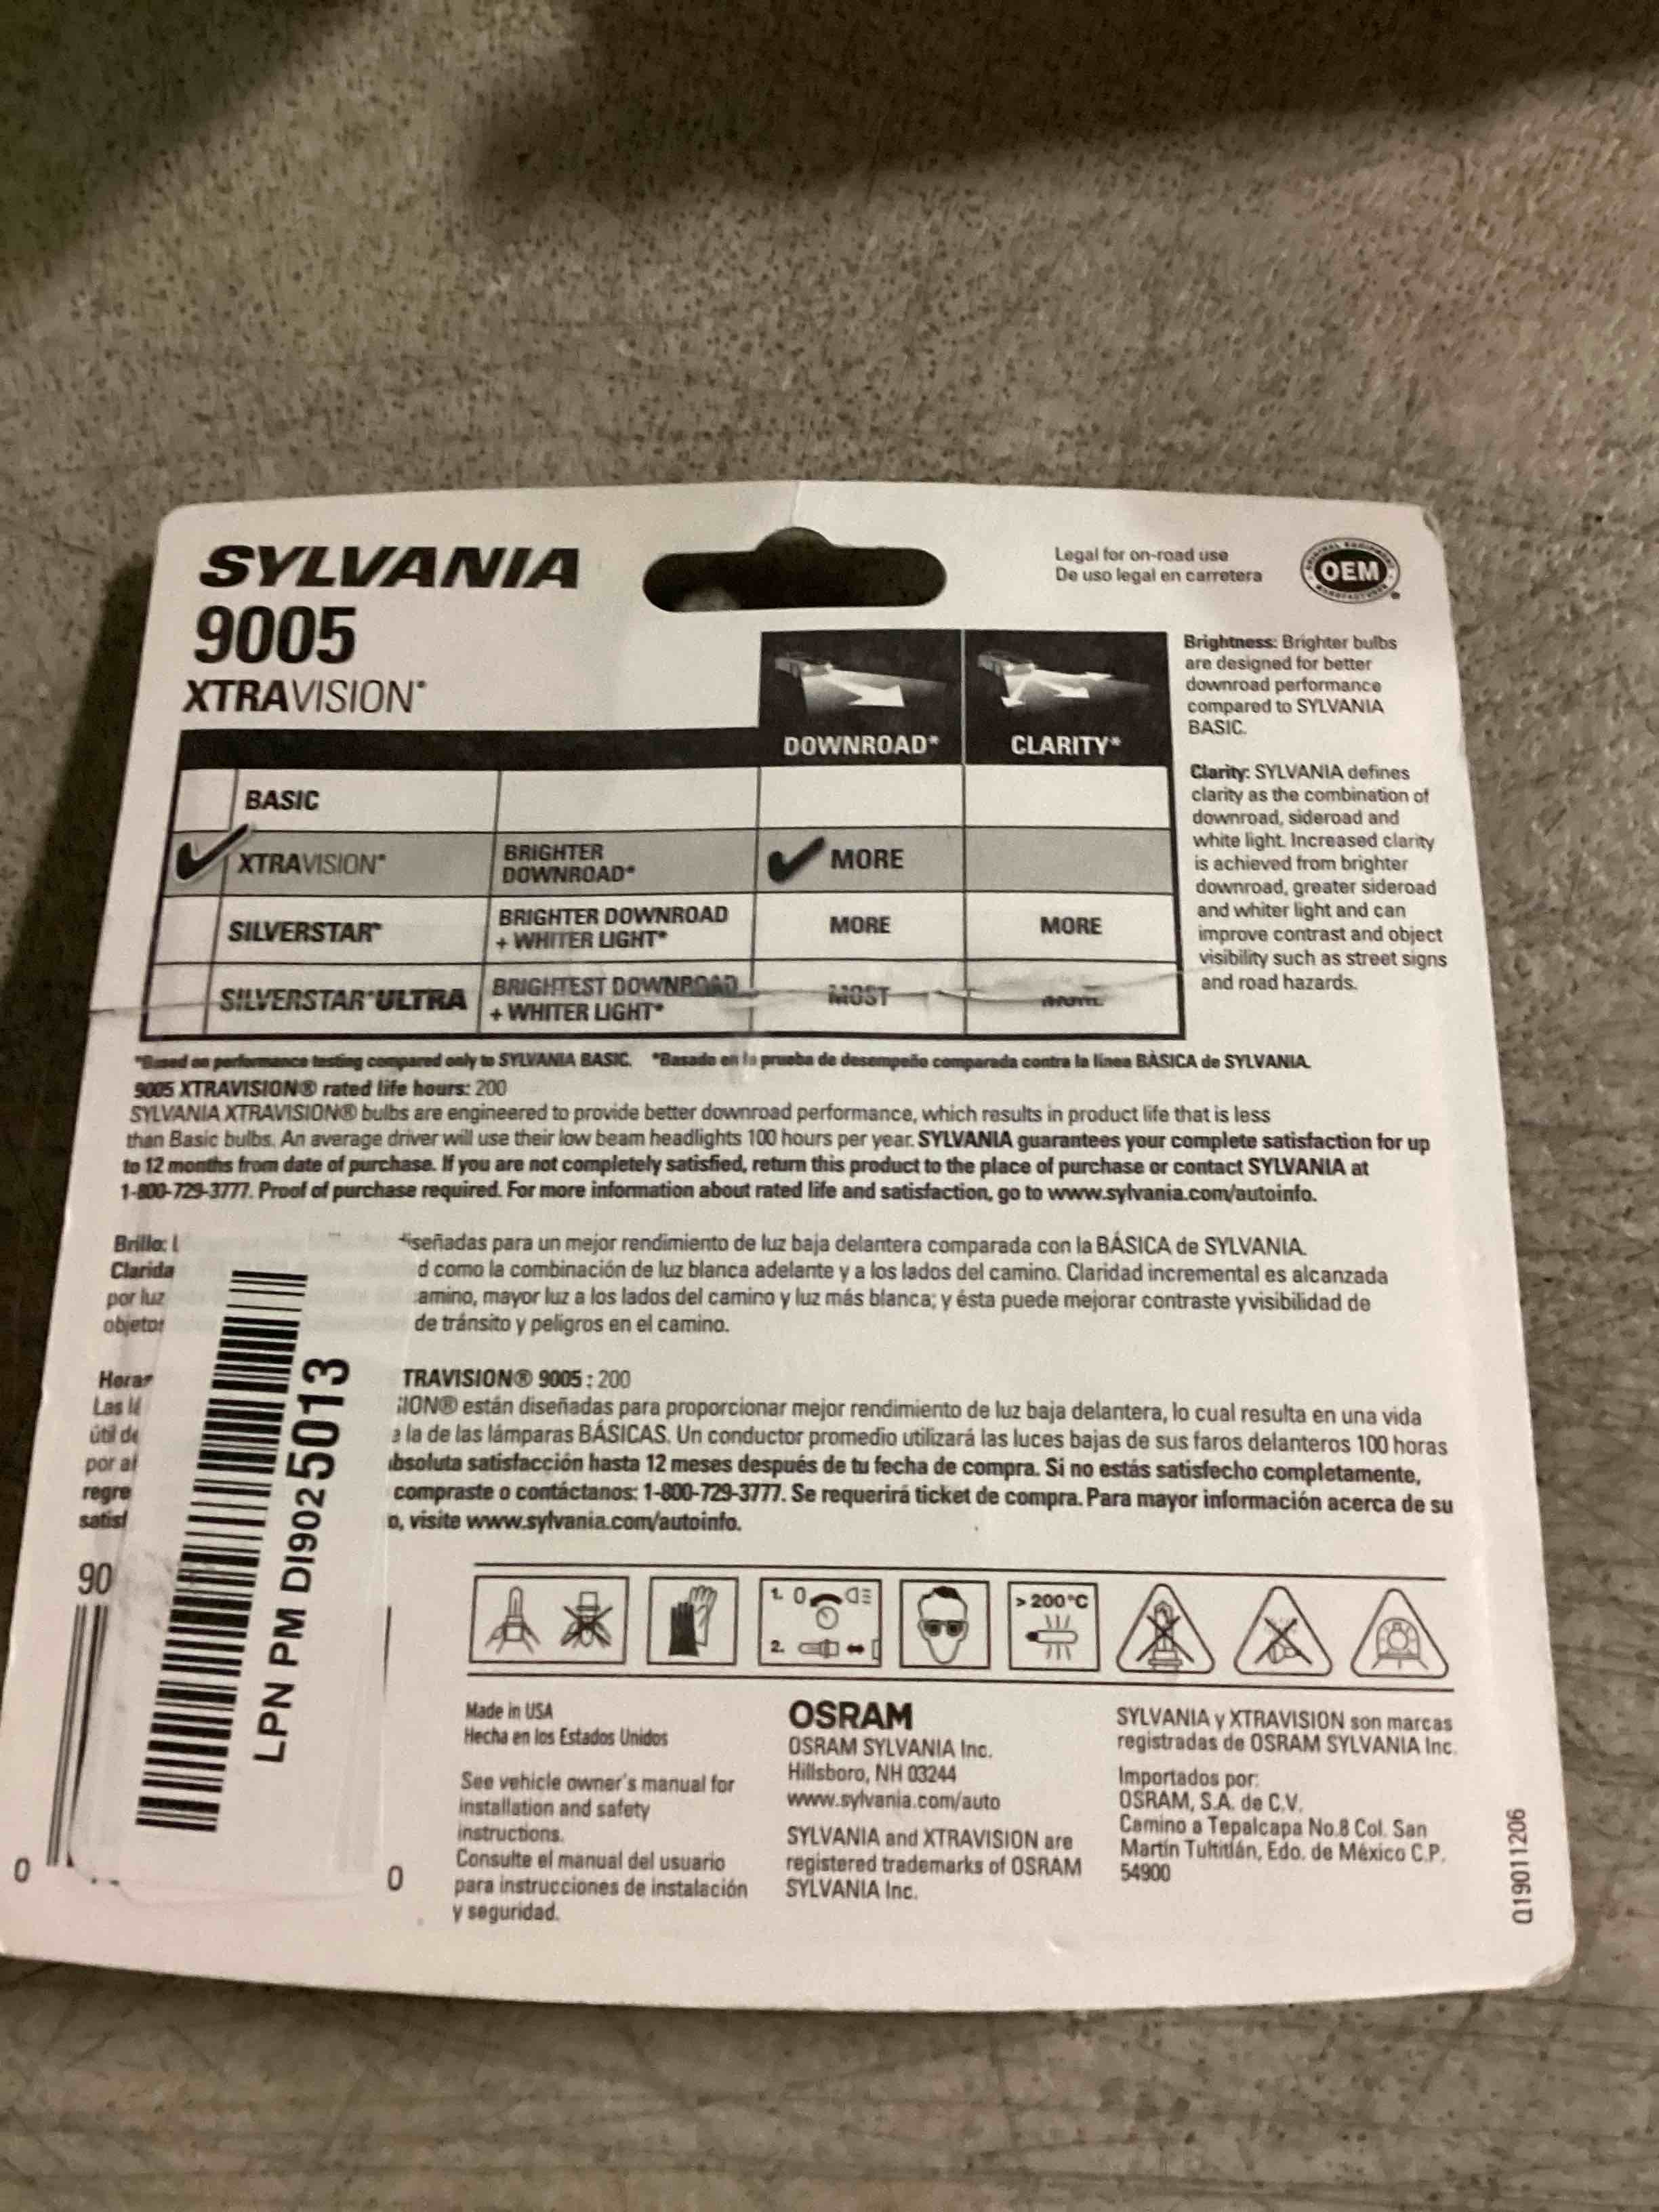 SYLVANIA
9005
XTRAVISION®
Legal for on-road use
De uso legal en carretera
OEM
DOWNROAD*
CLARITY*
BASIC
XTRAVISION® BRIGHTER DOWNROAD* MORE
SILVERSTAR® BRIGHTER DOWNROAD + WHITER LIGHT* MORE MORE
SILVERSTAR® ULTRA BRIGHTEST DOWNROAD + WHITER LIGHT* MOST
Brightness: Brighter bulbs
are designed for better
downroad performance
compared to SYLVANIA
BASIC.
Clarity: SYLVANIA defines
clarity as the combination of
downroad, sideroad and
white light. Increased clarity
is achieved from brighter
downroad, greater sideroad
and whiter light and can
improve contrast and object
visibility such as street signs
and road hazards.
*Based on performance testing compared only to SYLVANIA BASIC. *Basado en la prueba de desempeño comparada contra la línea BÁSICA de SYLVANIA.
9005 XTRAVISION® rated life hours: 200
SYLVANIA XTRAVISION® bulbs are engineered to provide better downroad performance, which results in product life that is less
than Basic bulbs. An average driver will use their low beam headlights 100 hours per year. SYLVANIA guarantees your complete satisfaction for up
to 12 months from date of purchase. If you are not completely satisfied, return this product to the place of purchase or contact SYLVANIA at
1-800-729-3777. Proof of purchase required. For more information about rated life and satisfaction, go to www.sylvania.com/autoinfo.
Brillo: señadas para un mejor rendimiento de luz baja delantera comparada con la BÁSICA de SYLVANIA.
Clarida d como la combinación de luz blanca adelante y a los lados del camino. Claridad incremental es alcanzada
por luz amino, mayor luz a los lados del camino y luz más blanca; y ésta puede mejorar contraste y visibilidad de
objetos de tránsito y peligros en el camino.
Horas TRAVISION® 9005 : 200
Las ION® están diseñadas para proporcionar mejor rendimiento de luz baja delantera, lo cual resulta en una vida
útil de a la de las lámparas BÁSICAS. Un conductor promedio utilizará las luces bajas de sus faros delanteros 100 horas
por a absoluta satisfacción hasta 12 meses después de tu fecha de compra. Si no estás satisfecho completamente,
regre compraste o contáctanos: 1-800-729-3777. Se requerirá ticket de compra. Para mayor información acerca de su
satisf o, visite www.sylvania.com/autoinfo.
LPN PM DI9025013
90
0
0
1. 0
2.
> 200°C
Made in USA
Hecha en los Estados Unidos
See vehicle owner's manual for
installation and safety
instructions.
Consulte el manual del usuario
para instrucciones de instalación
y seguridad.
OSRAM
OSRAM SYLVANIA Inc.
Hillsboro, NH 03244
www.sylvania.com/auto
SYLVANIA and XTRAVISION are
registered trademarks of OSRAM
SYLVANIA Inc.
SYLVANIA y XTRAVISION son marcas
registradas de OSRAM SYLVANIA Inc.
Importados por:
OSRAM, S.A. de C.V.
Camino a Tepalcapa No.8 Col. San
Martín Tultitlán, Edo. de México C.P.
54900
Q19011206